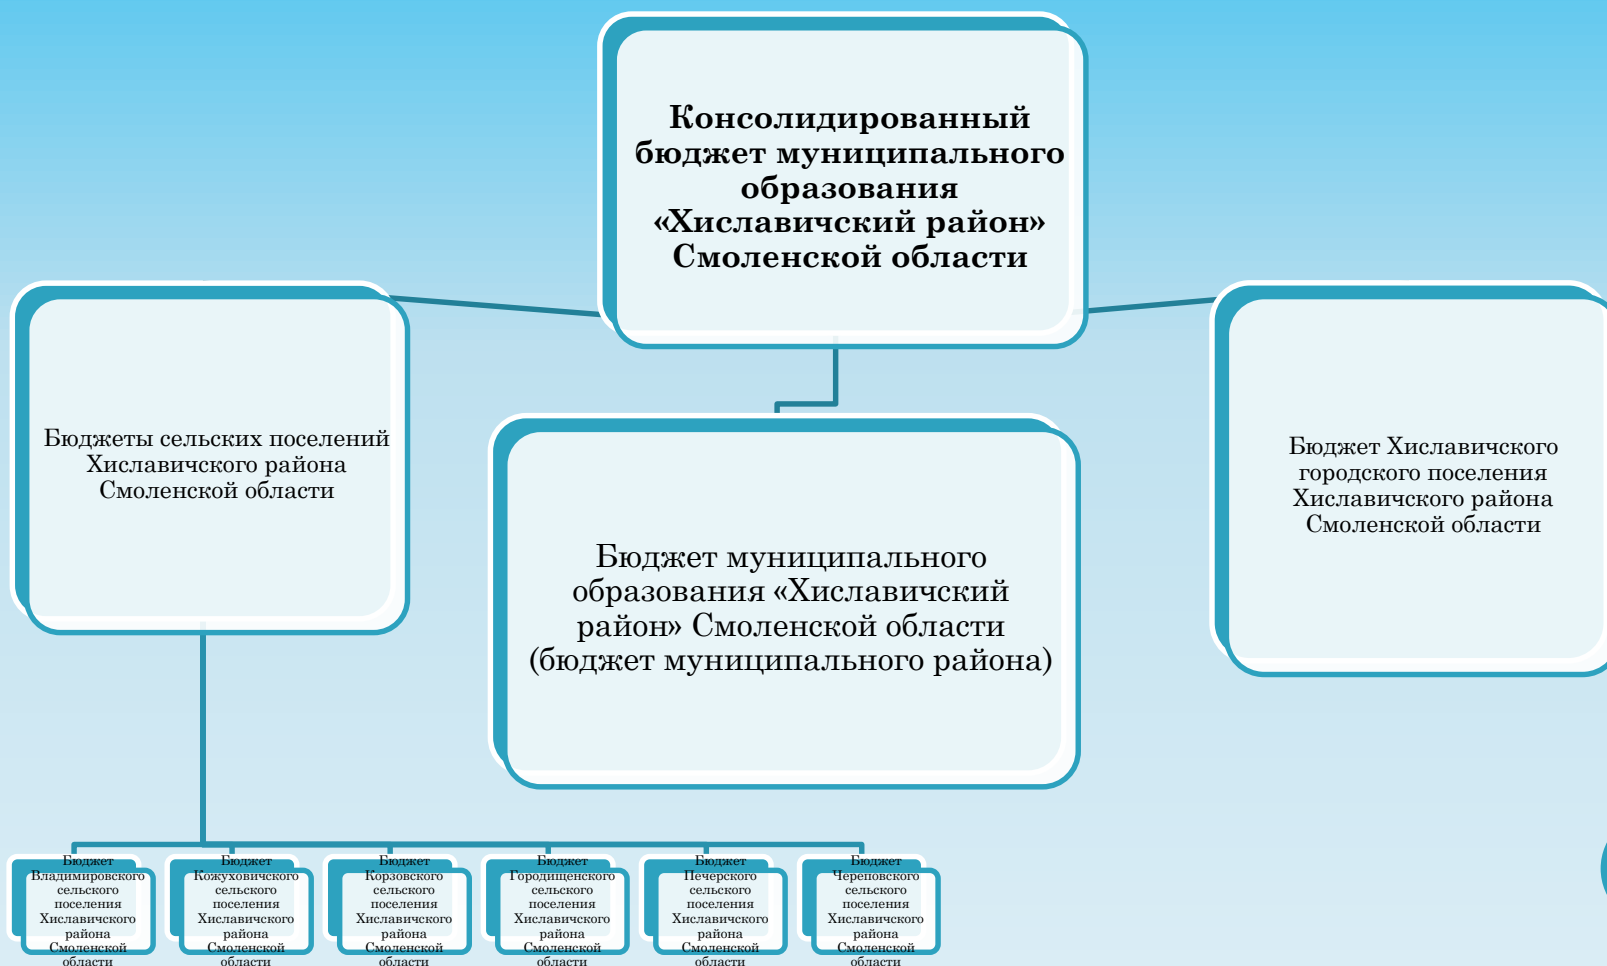 Консолидированный
бюджет муниципального
образования
«Хиславичский район»
Смоленской области
Бюджеты сельских поселений
Хиславичского района
Смоленской области
Бюджет муниципального
образования «Хиславичский
район» Смоленской области
(бюджет муниципального района)
Бюджет Хиславичского
городского поселения
Хиславичского района
Смоленской области
Бюджет
Владимировского
сельского
поселения
Хиславичского
района
Смоленской
области
Бюджет
Кожуховичского
сельского
поселения
Хиславичского
района
Смоленской
области
Бюджет
Корзовского
сельского
поселения
Хиславичского
района
Смоленской
области
Бюджет
Городищенского
сельского
поселения
Хиславичского
района
Смоленской
области
Бюджет
Печерского
сельского
поселения
Хиславичского
района
Смоленской
области
Бюджет
Череповского
сельского
поселения
Хиславичского
района
Смоленской
области